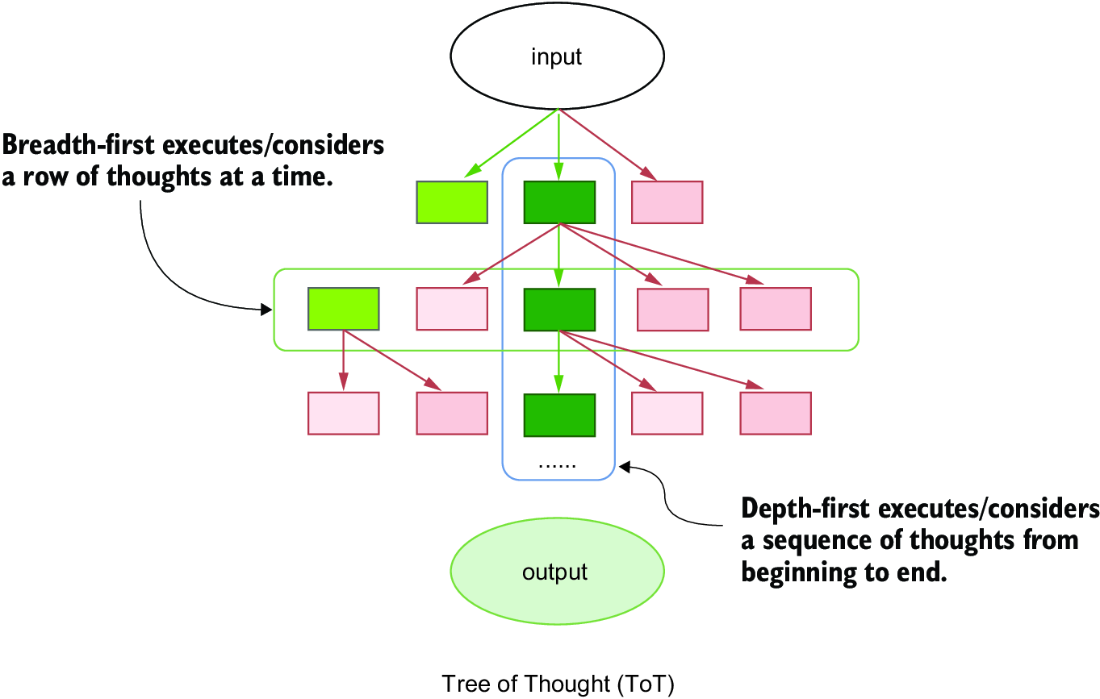 input
Breadth-first executes/considers
a row of thoughts at a time.
......
Depth-first executes/considers
a sequence of thoughts from
beginning to end.
output
Tree of Thought (ToT)